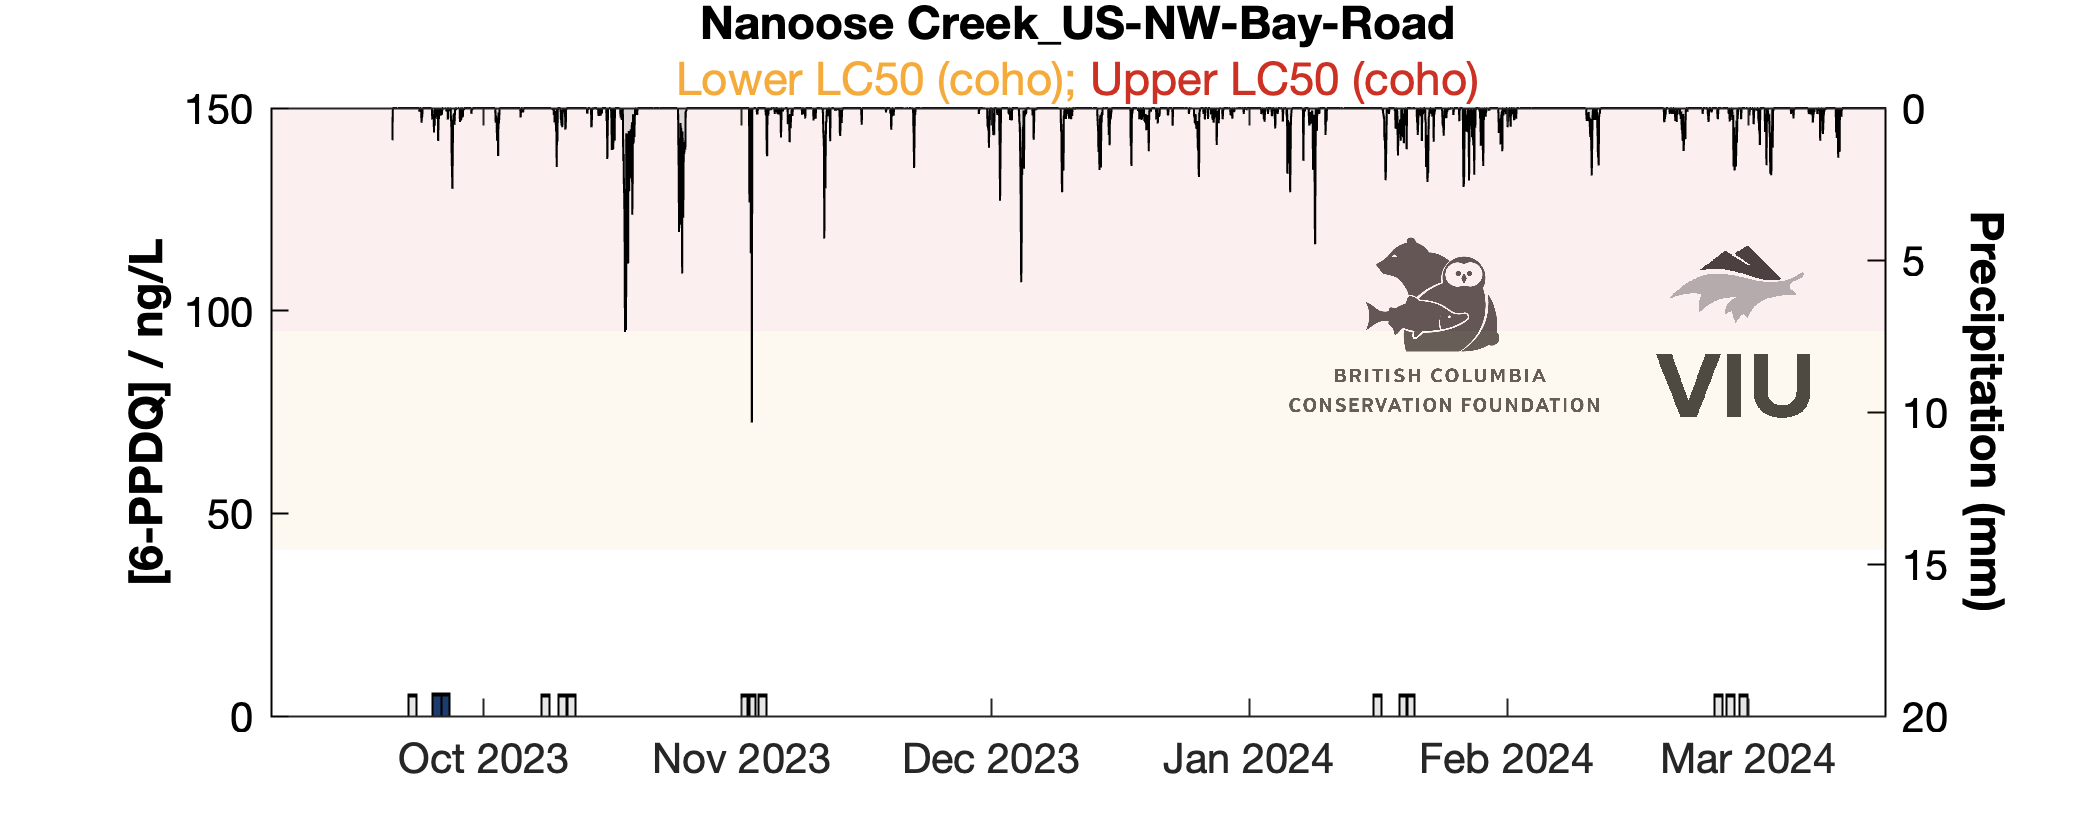 Nanoose Creek_US-NW-Bay-Road
Lower LC50 (coho); Upper LC50 (coho)
150
100
50
0
[6-PPDQ] / ng/L
0
5
10
15
20
Precipitation (mm)
BRITISH COLUMBIA
CONSERVATION FOUNDATION
VIU
Oct 2023
Nov 2023
Dec 2023
Jan 2024
Feb 2024
Mar 2024